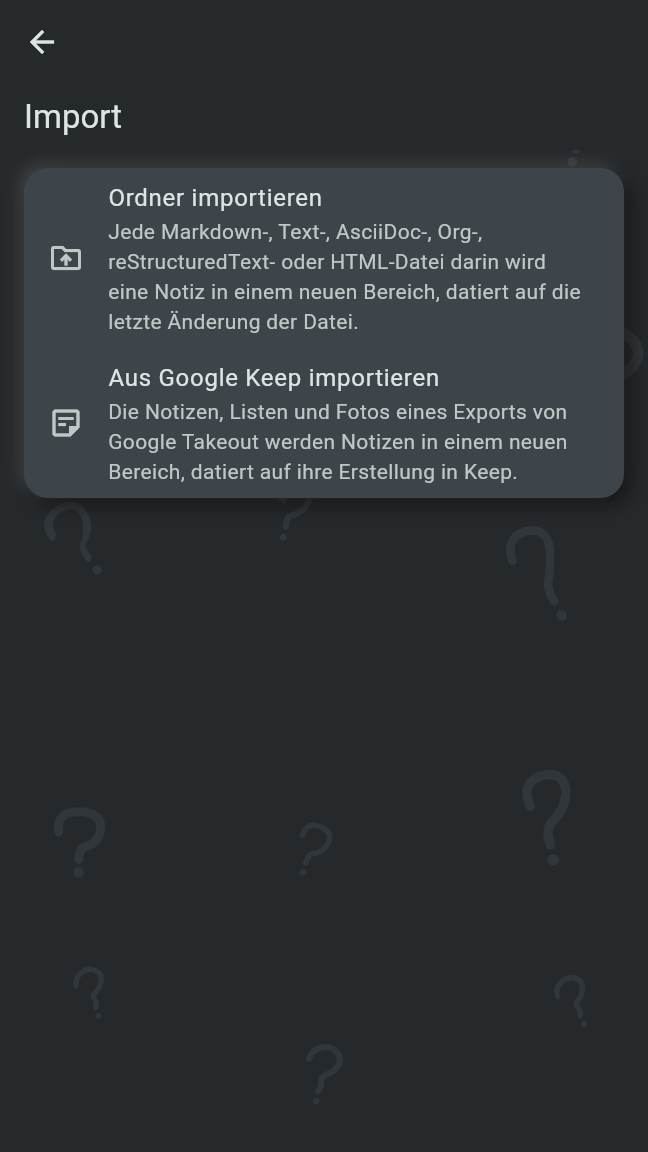 Import
Ordner importieren
Jede Markdown-, Text-, AsciiDoc-, Org-,
reStructuredText- oder HTML-Datei darin wird
eine Notiz in einem neuen Bereich, datiert auf die
letzte Änderung der Datei.
Aus Google Keep importieren
Die Notizen, Listen und Fotos eines Exports von
Google Takeout werden Notizen in einem neuen
Bereich, datiert auf ihre Erstellung in Keep.